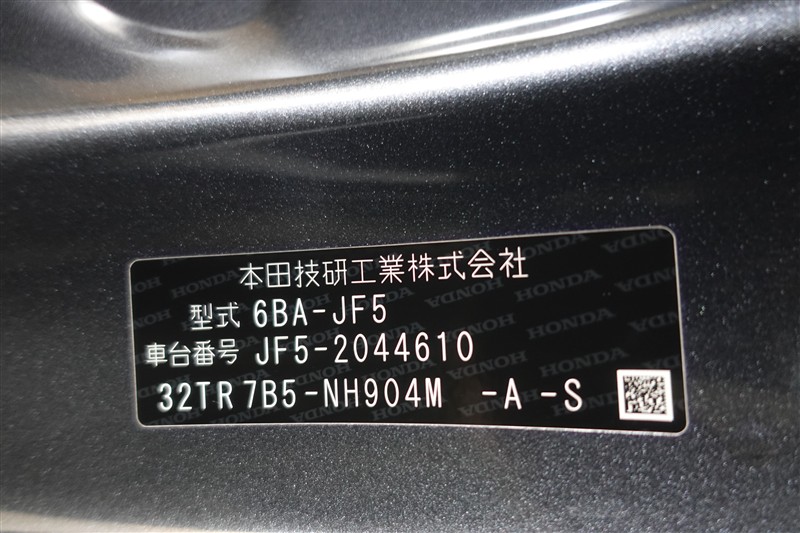 本田技研工業株式会社
型式 6BA-JF5
車台番号 JF5-2044610
32TR7B5-NH904M -A-S